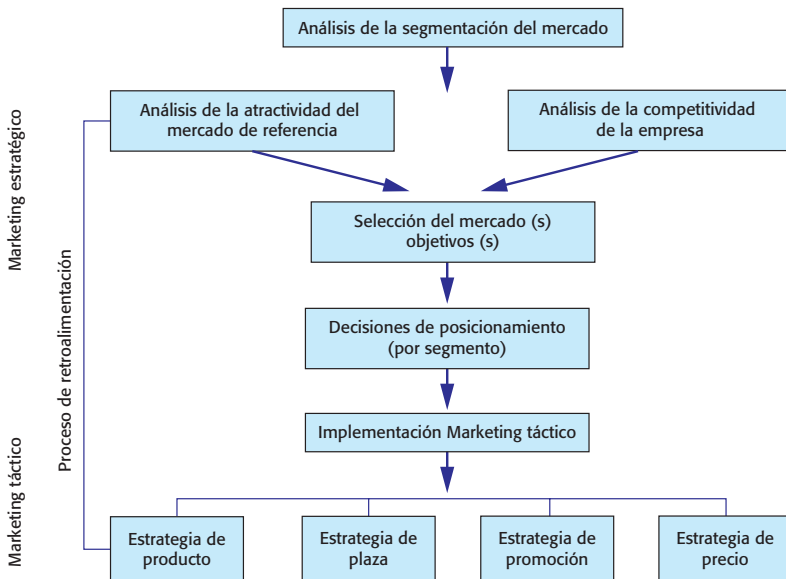 Análisis de la segmentación del mercado
Análisis de la atractividad del
mercado de referencia
Análisis de la competitividad
de la empresa
Marketing estratégico
Selección del mercado (s)
objetivos (s)
Proceso de retroalimentación
Decisiones de posicionamiento
(por segmento)
Implementación Marketing táctico
Marketing táctico
Estrategia de
producto
Estrategia de
plaza
Estrategia de
promoción
Estrategia de
precio